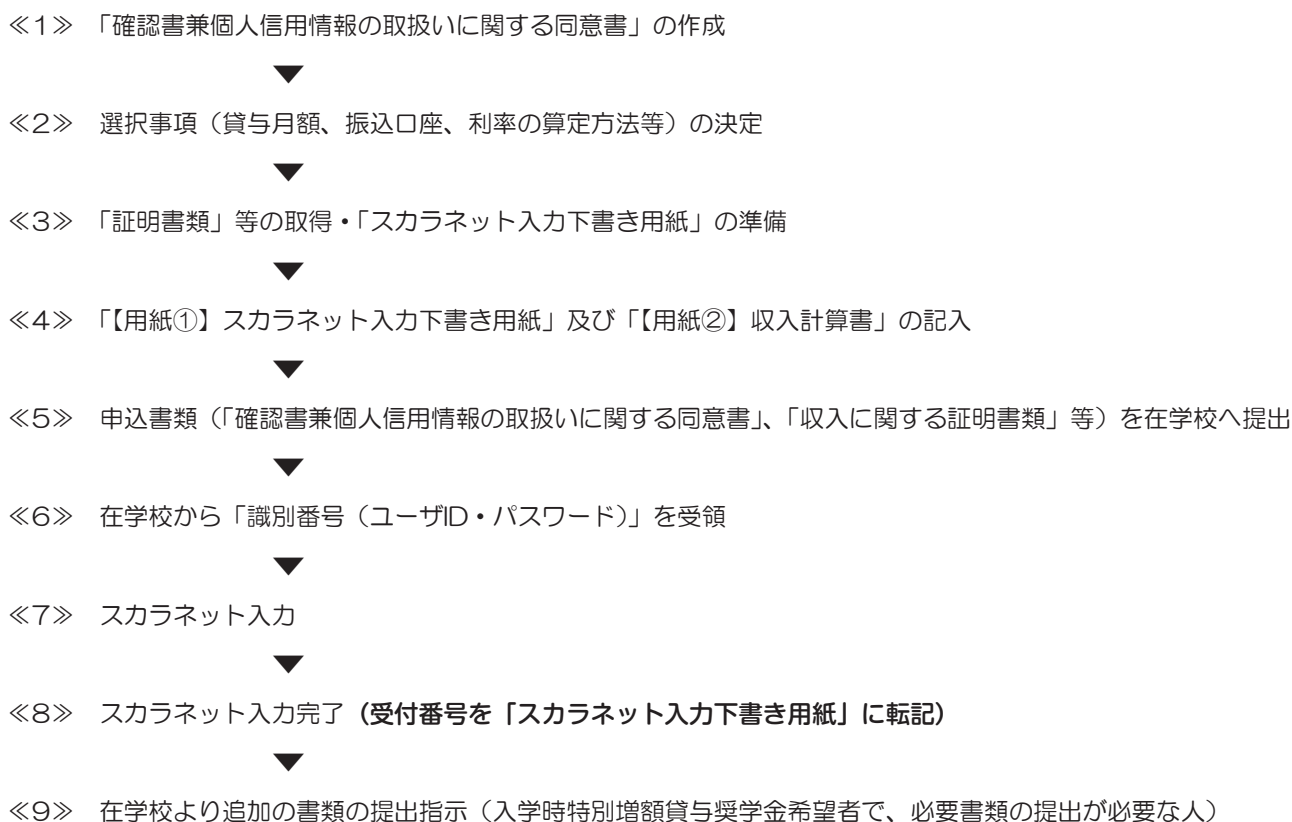 ≪1≫ 「確認書兼個人信用情報の取扱いに関する同意書」の作成
▼
≪2≫ 選択事項（貸与月額、振込口座、利率の算定方法等）の決定
▼
≪3≫ 「証明書類」等の取得・「スカラネット入力下書き用紙」の準備
▼
≪4≫ 「【用紙①】スカラネット入力下書き用紙」及び「【用紙②】収入計算書」の記入
▼
≪5≫ 申込書類（「確認書兼個人信用情報の取扱いに関する同意書」、「収入に関する証明書類」等）を在学校へ提出
▼
≪6≫ 在学校から「識別番号（ユーザID・パスワード）」を受領
▼
≪7≫ スカラネット入力
▼
≪8≫ スカラネット入力完了（受付番号を「スカラネット入力下書き用紙」に転記）
▼
≪9≫ 在学校より追加の書類の提出指示（入学時特別増額貸与奨学金希望者で、必要書類の提出が必要な人）